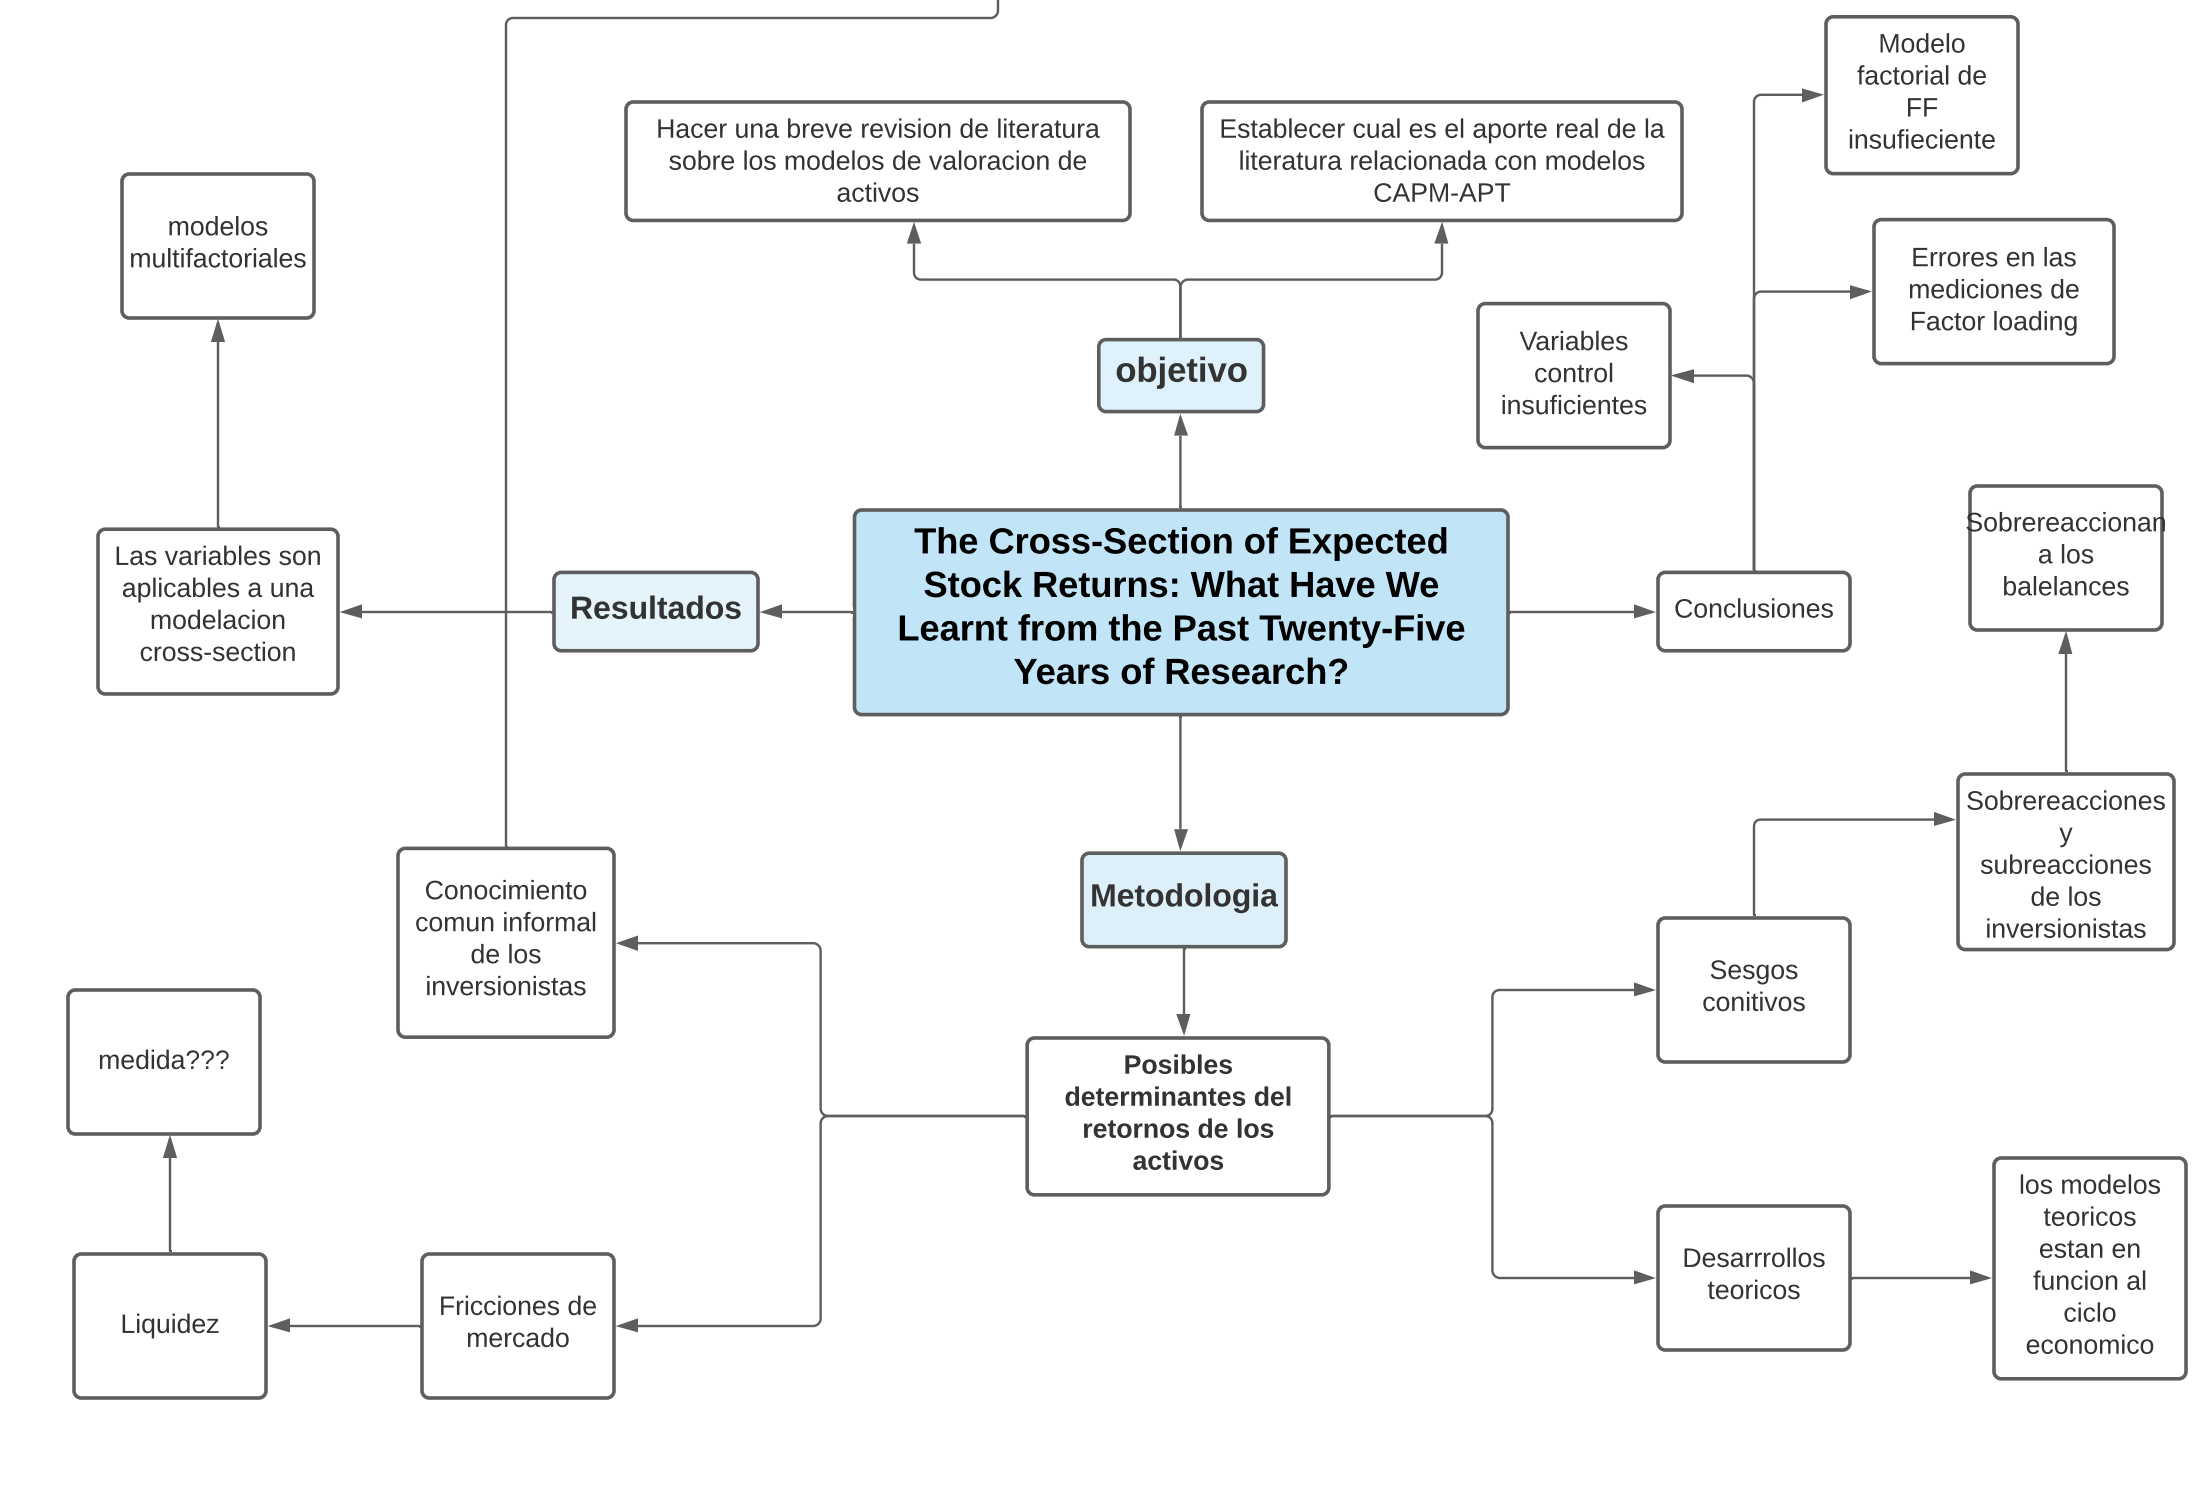 Modelo
factorial de
FF
insufieciente
Hacer una breve revision de literatura
sobre los modelos de valoracion de
activos
Establecer cual es el aporte real de la
literatura relacionada con modelos
CAPM-APT
modelos
multifactoriales
Errores en las
mediciones de
Factor loading
Variables
control
insuficientes
objetivo
Sobrereaccionan
a los
balelances
The Cross-Section of Expected
Stock Returns: What Have We
Learnt from the Past Twenty-Five
Years of Research?
Las variables son
aplicables a una
modelacion
cross-section
Resultados
Conclusiones
Sobrereacciones
y
subreacciones
de los
inversionistas
Conocimiento
comun informal
de los
inversionistas
Metodologia
Sesgos
conitivos
medida???
Posibles
determinantes del
retornos de los
activos
los modelos
teoricos
estan en
funcion al
ciclo
economico
Desarrrollos
teoricos
Fricciones de
mercado
Liquidez